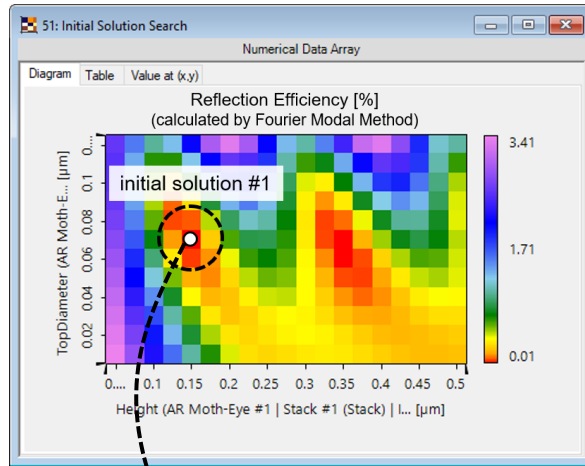 51: Initial Solution Search
Numerical Data Array
Diagram Table Value at (x,y)
Reflection Efficiency [%]
(calculated by Fourier Modal Method)
initial solution #1
TopDiameter (AR Moth-E... [µm]
0....
0.1
0.08
0.06
0.04
0.02
3.41
1.71
0.01
0.... 0.1 0.15 0.2 0.25 0.3 0.35 0.4 0.45 0.5
Height (AR Moth-Eye #1 | Stack #1 (Stack) | I... [µm]